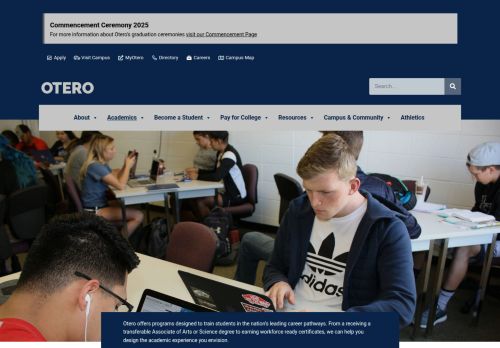 Commencement Ceremony 2025
For more information about Otero's graduation ceremonies visit our Commencement Page
Apply Visit Campus MyOtero Directory Careers Campus Map
OTERO
Search...
About Academics Become a Student Pay for College Resources Campus & Community Athletics
adidas
Otero offers programs designed to train students in the nation's leading career pathways. From a receiving a
transferable Associate of Arts or Science degree to earning workforce ready certificates, we can help you
design the academic experience you envision.